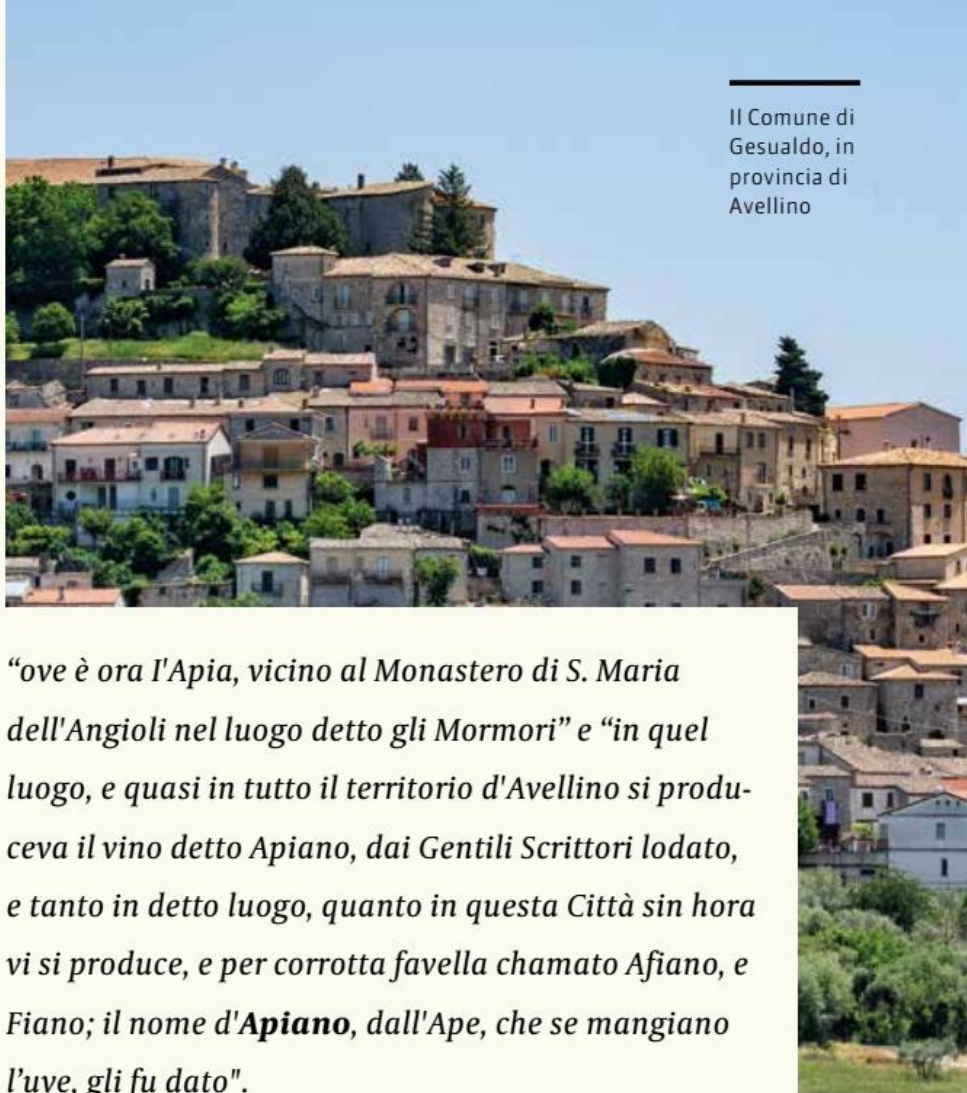 Il Comune di
Gesualdo, in
provincia di
Avellino
“ove è ora I'Apia, vicino al Monastero di S. Maria
dell'Angioli nel luogo detto gli Mormori” e “in quel
luogo, e quasi in tutto il territorio d'Avellino si produ-
ceva il vino detto Apiano, dai Gentili Scrittori lodato,
e tanto in detto luogo, quanto in questa Città sin hora
vi si produce, e per corrotta favella chamato Afiano, e
Fiano; il nome d'Apiano, dall'Ape, che se mangiano
l’uve, gli fu dato".